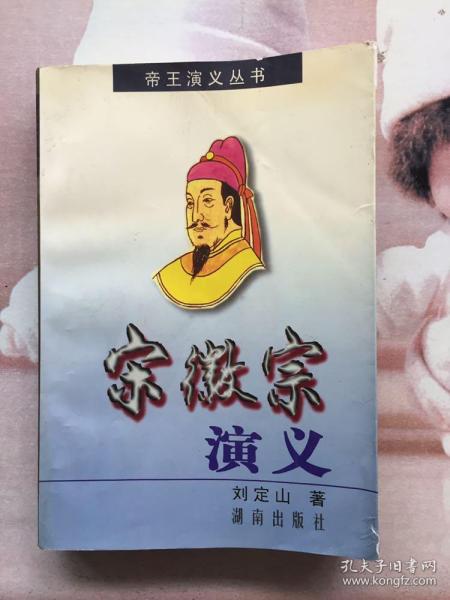 帝王演义丛书
宋徽宗
演义
刘定山 著
湖南出版社
孔夫子旧书网
www.kongfz.com